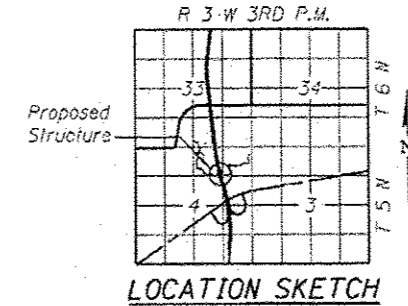 R 3-W 3RD P.M.
33 34
T 6 N
Proposed
Structure
4 3
T 5 N
LOCATION SKETCH